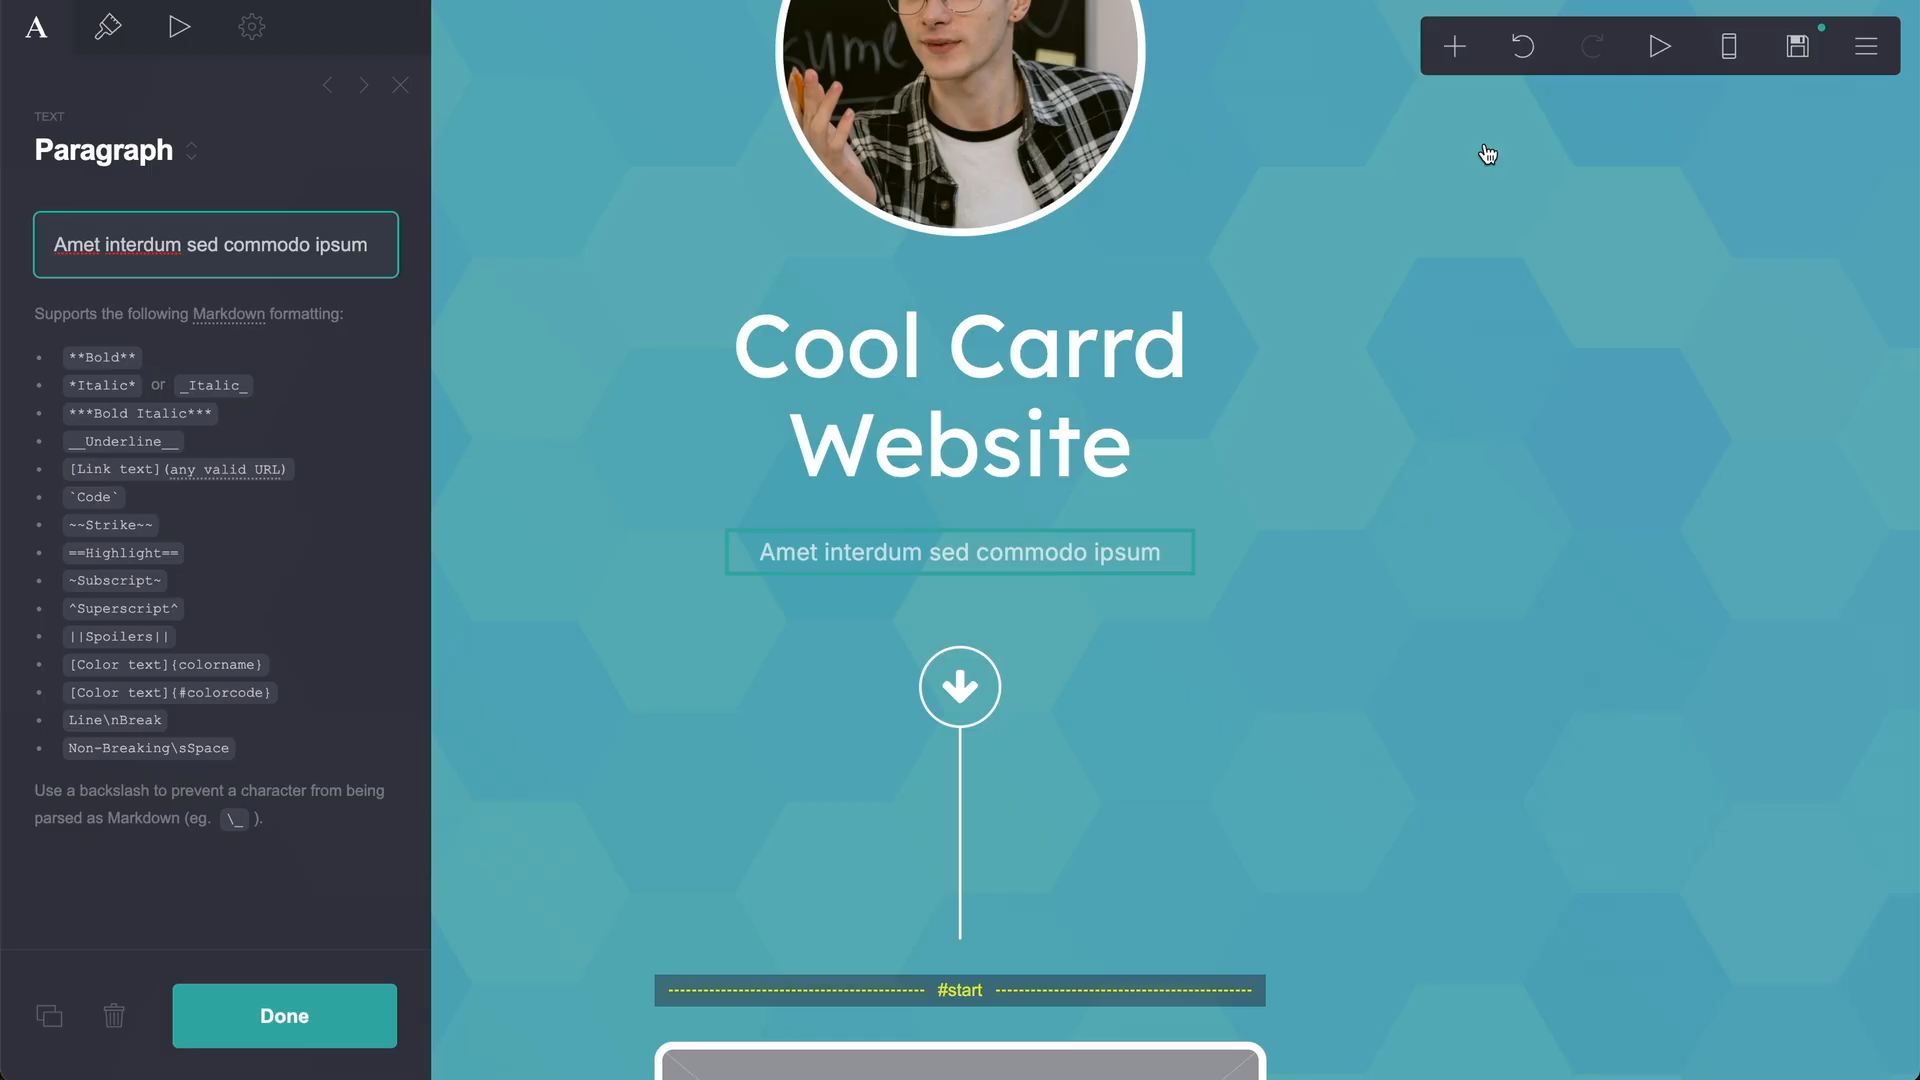 A
TEXT
Paragraph
Amet interdum sed commodo ipsum
Supports the following Markdown formatting:
**Bold**
*Italic* or _Italic_
***Bold Italic***
__Underline__
[Link text](any valid URL)
`Code`
~~Strike~~
==Highlight==
~Subscript~
^Superscript^
||Spoilers||
[Color text]{colorname}
[Color text]{#colorcode}
Line\nBreak
Non-Breaking\sSpace
Use a backslash to prevent a character from being
parsed as Markdown (eg. \_ ).
Done
sume
Cool Carrd
Website
Amet interdum sed commodo ipsum
#start